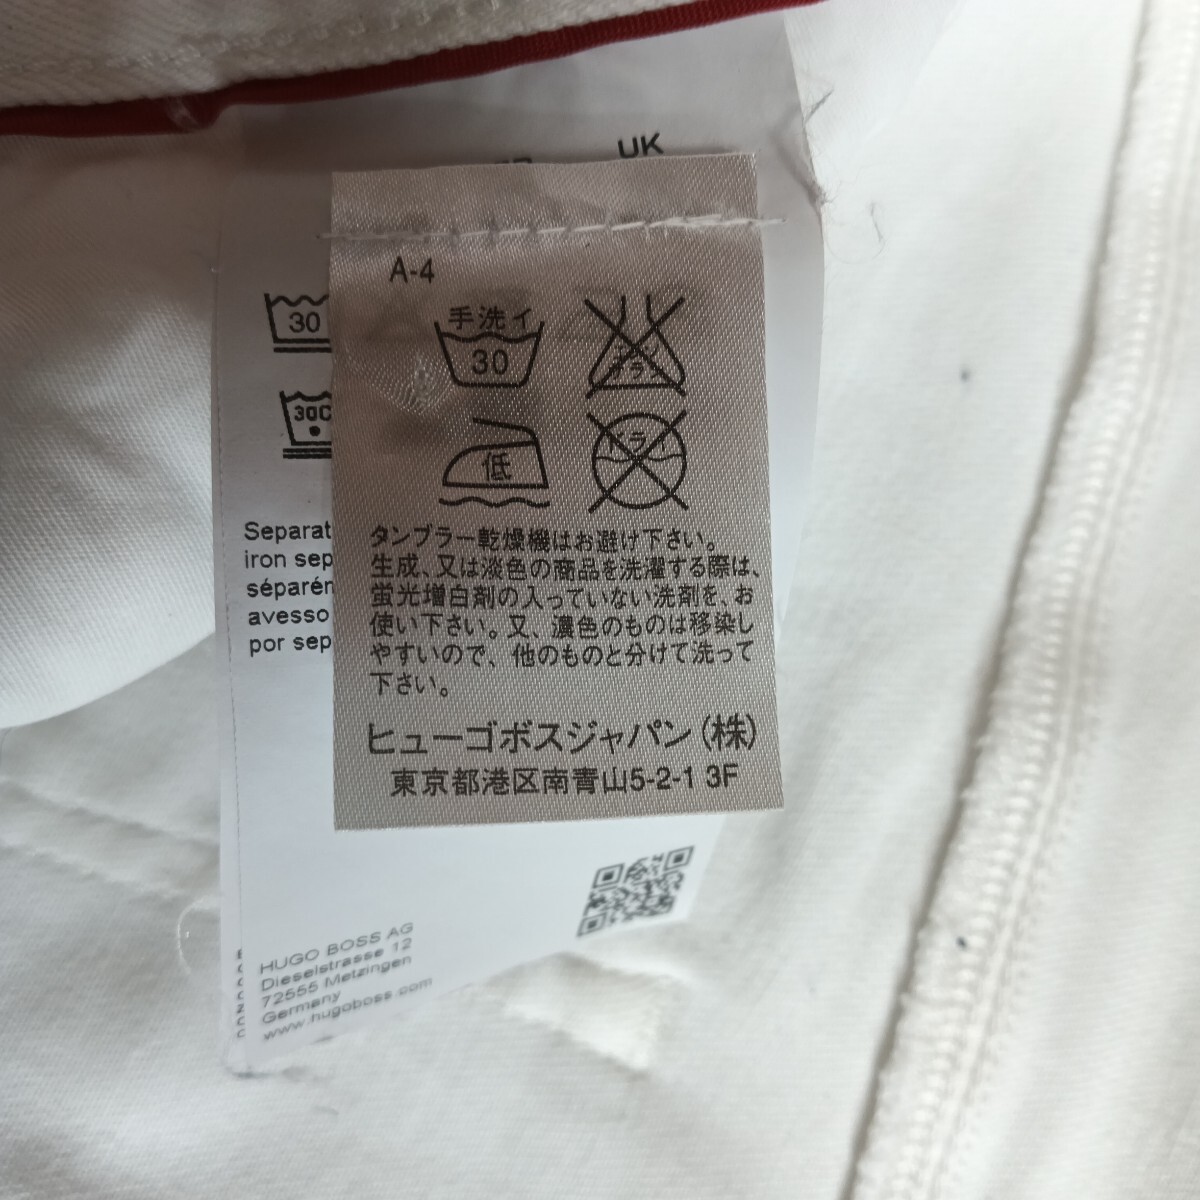 UK
A-4
手洗イ
30
低
30
30C
タンブラー乾燥機はお避け下さい。
生成、又は淡色の商品を洗濯する際は、
蛍光増白剤の入っていない洗剤を、お
使い下さい。又、濃色のものは移染し
やすいので、他のものと分けて洗って
下さい。
ヒューゴボスジャパン(株)
東京都港区南青山5-2-1 3F
Separat
iron sep
séparén
avesso
por sep
HUGO BOSS AG
Dieselstrasse 12
72555 Metzingen
Germany
www.hugoboss.com